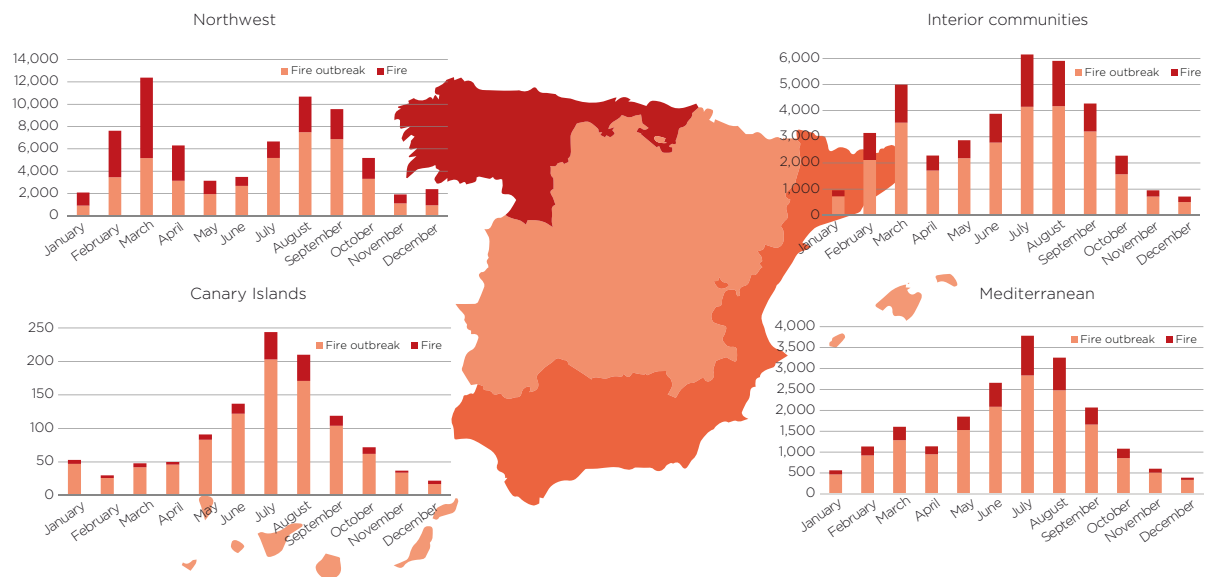 Northwest
14,000
12,000
10,000
8,000
6,000
4,000
2,000
0
Fire outbreak Fire
January February March April May June July August September October November December
Interior communities
6,000
5,000
4,000
3,000
2,000
1,000
0
Fire outbreak Fire
January February March April May June July August September October November December
Canary Islands
250
200
150
100
50
0
Fire outbreak Fire
January February March April May June July August September October November December
Mediterranean
4,000
3,500
3,000
2,500
2,000
1,500
1,000
500
0
Fire outbreak Fire
January February March April May June July August September October November December